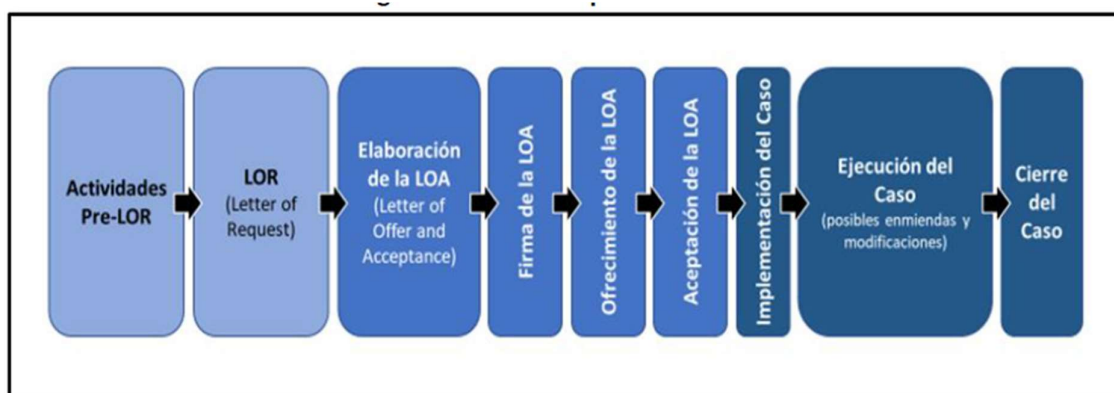 Actividades
Pre-LOR
LOR
(Letter of
Request)
Elaboración
de la LOA
(Letter of
Offer and
Acceptance)
Firma de la LOA
Ofrecimiento de la LOA
Aceptación de la LOA
Implementación del Caso
Ejecución del
Caso
(posibles enmiendas y
modificaciones)
Cierre
del
Caso